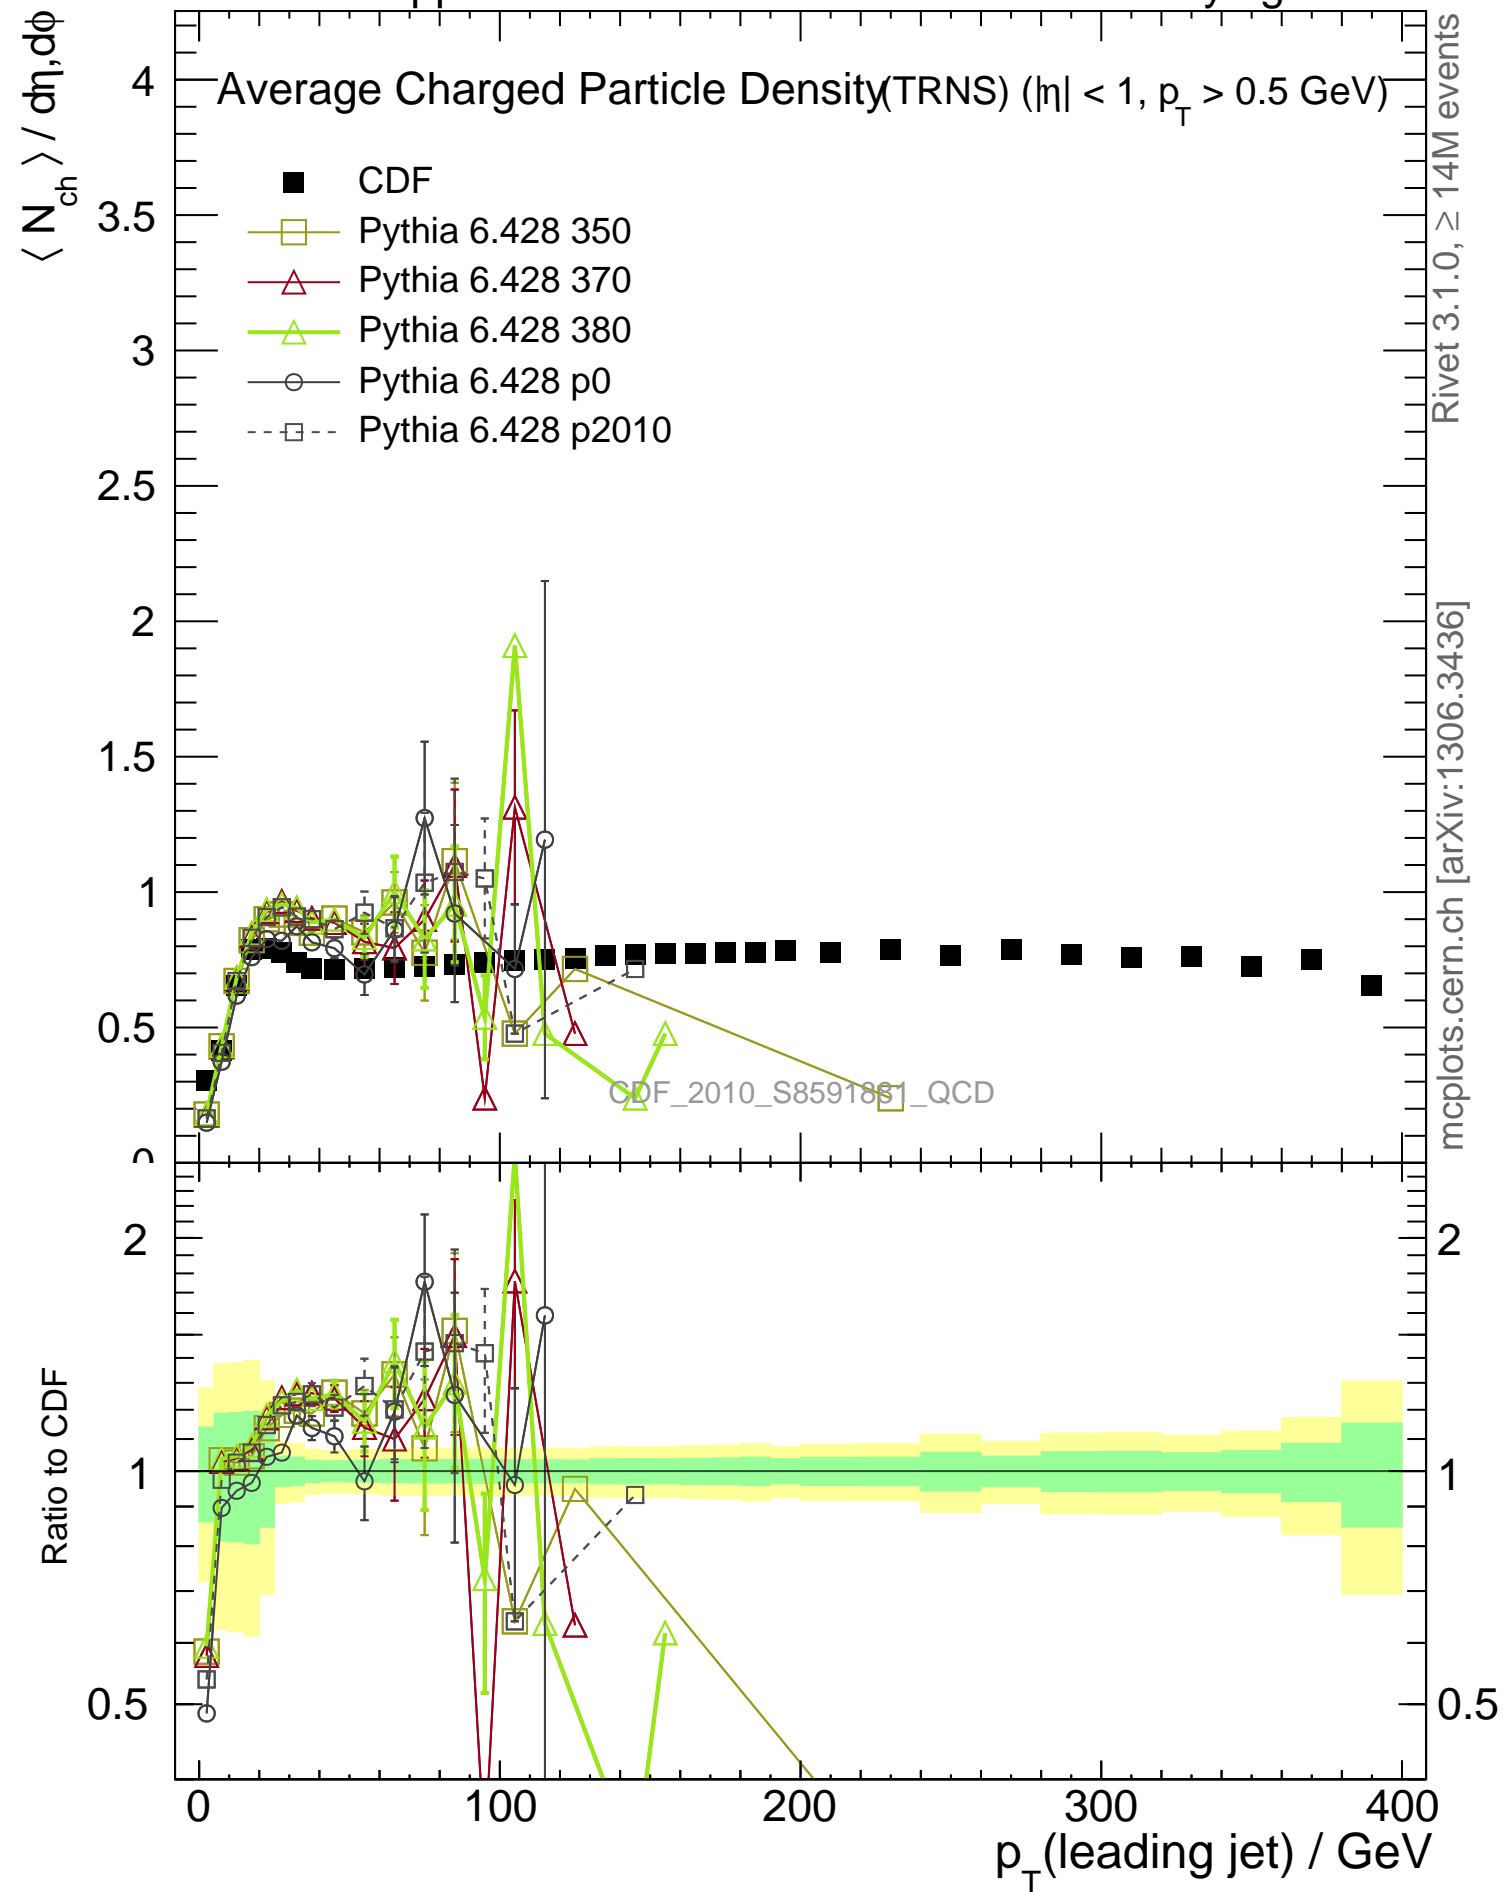 ⟨ N_ch ⟩ / dη,dϕ
Average Charged Particle Density (TRNS) (|η| < 1, p_T > 0.5 GeV)
CDF
Pythia 6.428 350
Pythia 6.428 370
Pythia 6.428 380
Pythia 6.428 p0
Pythia 6.428 p2010
4
3.5
3
2.5
2
1.5
1
0.5
0
CDF_2010_S8591881_QCD
Rivet 3.1.0, ≥ 14M events
mcplots.cern.ch [arXiv:1306.3436]
Ratio to CDF
2
1
0.5
2
1
0.5
0 100 200 300 400
p_T(leading jet) / GeV